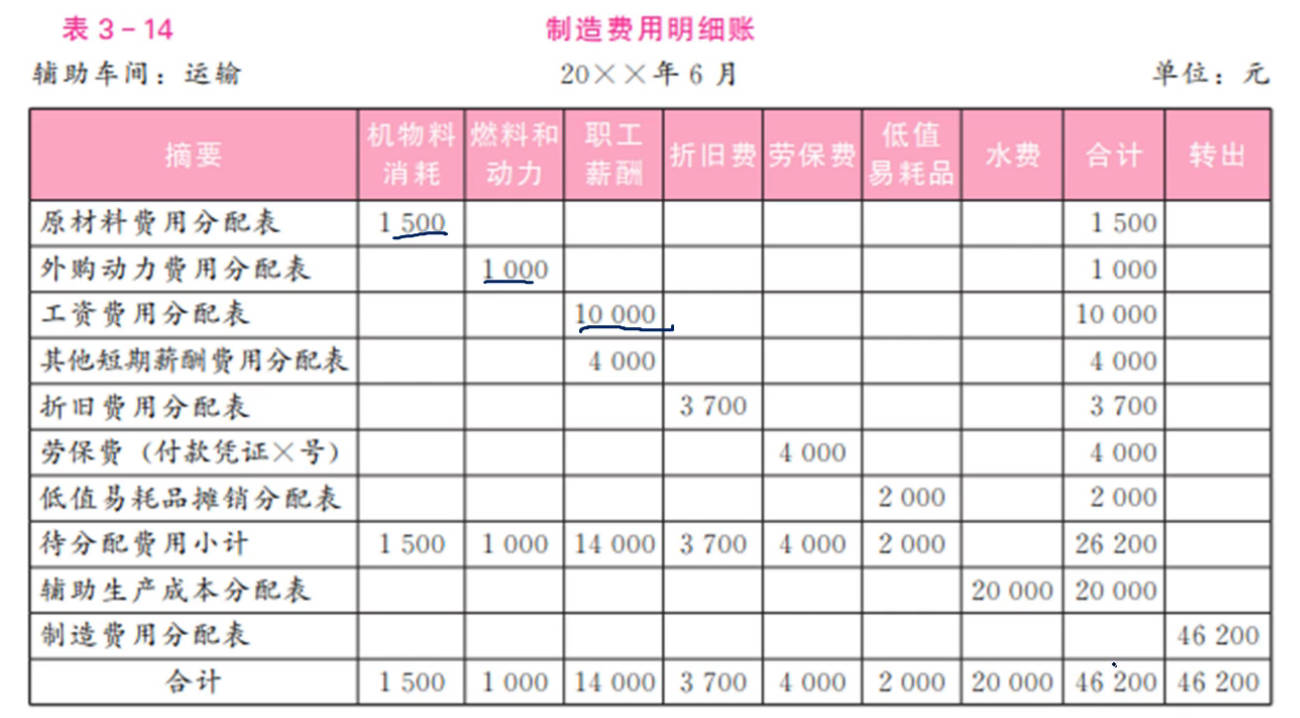 表 3-14 制造费用明细账
辅助车间：运输 20××年 6 月 单位：元
摘要 机物料消耗 燃料和动力 职工薪酬 折旧费 劳保费 低值易耗品 水费 合计 转出
原材料费用分配表 1 500 1 500
外购动力费用分配表 1 000 1 000
工资费用分配表 10 000 10 000
其他短期薪酬费用分配表 4 000 4 000
折旧费用分配表 3 700 3 700
劳保费（付款凭证×号） 4 000 4 000
低值易耗品摊销分配表 2 000 2 000
待分配费用小计 1 500 1 000 14 000 3 700 4 000 2 000 26 200
辅助生产成本分配表 20 000 20 000
制造费用分配表 46 200
合计 1 500 1 000 14 000 3 700 4 000 2 000 20 000 46 200 46 200